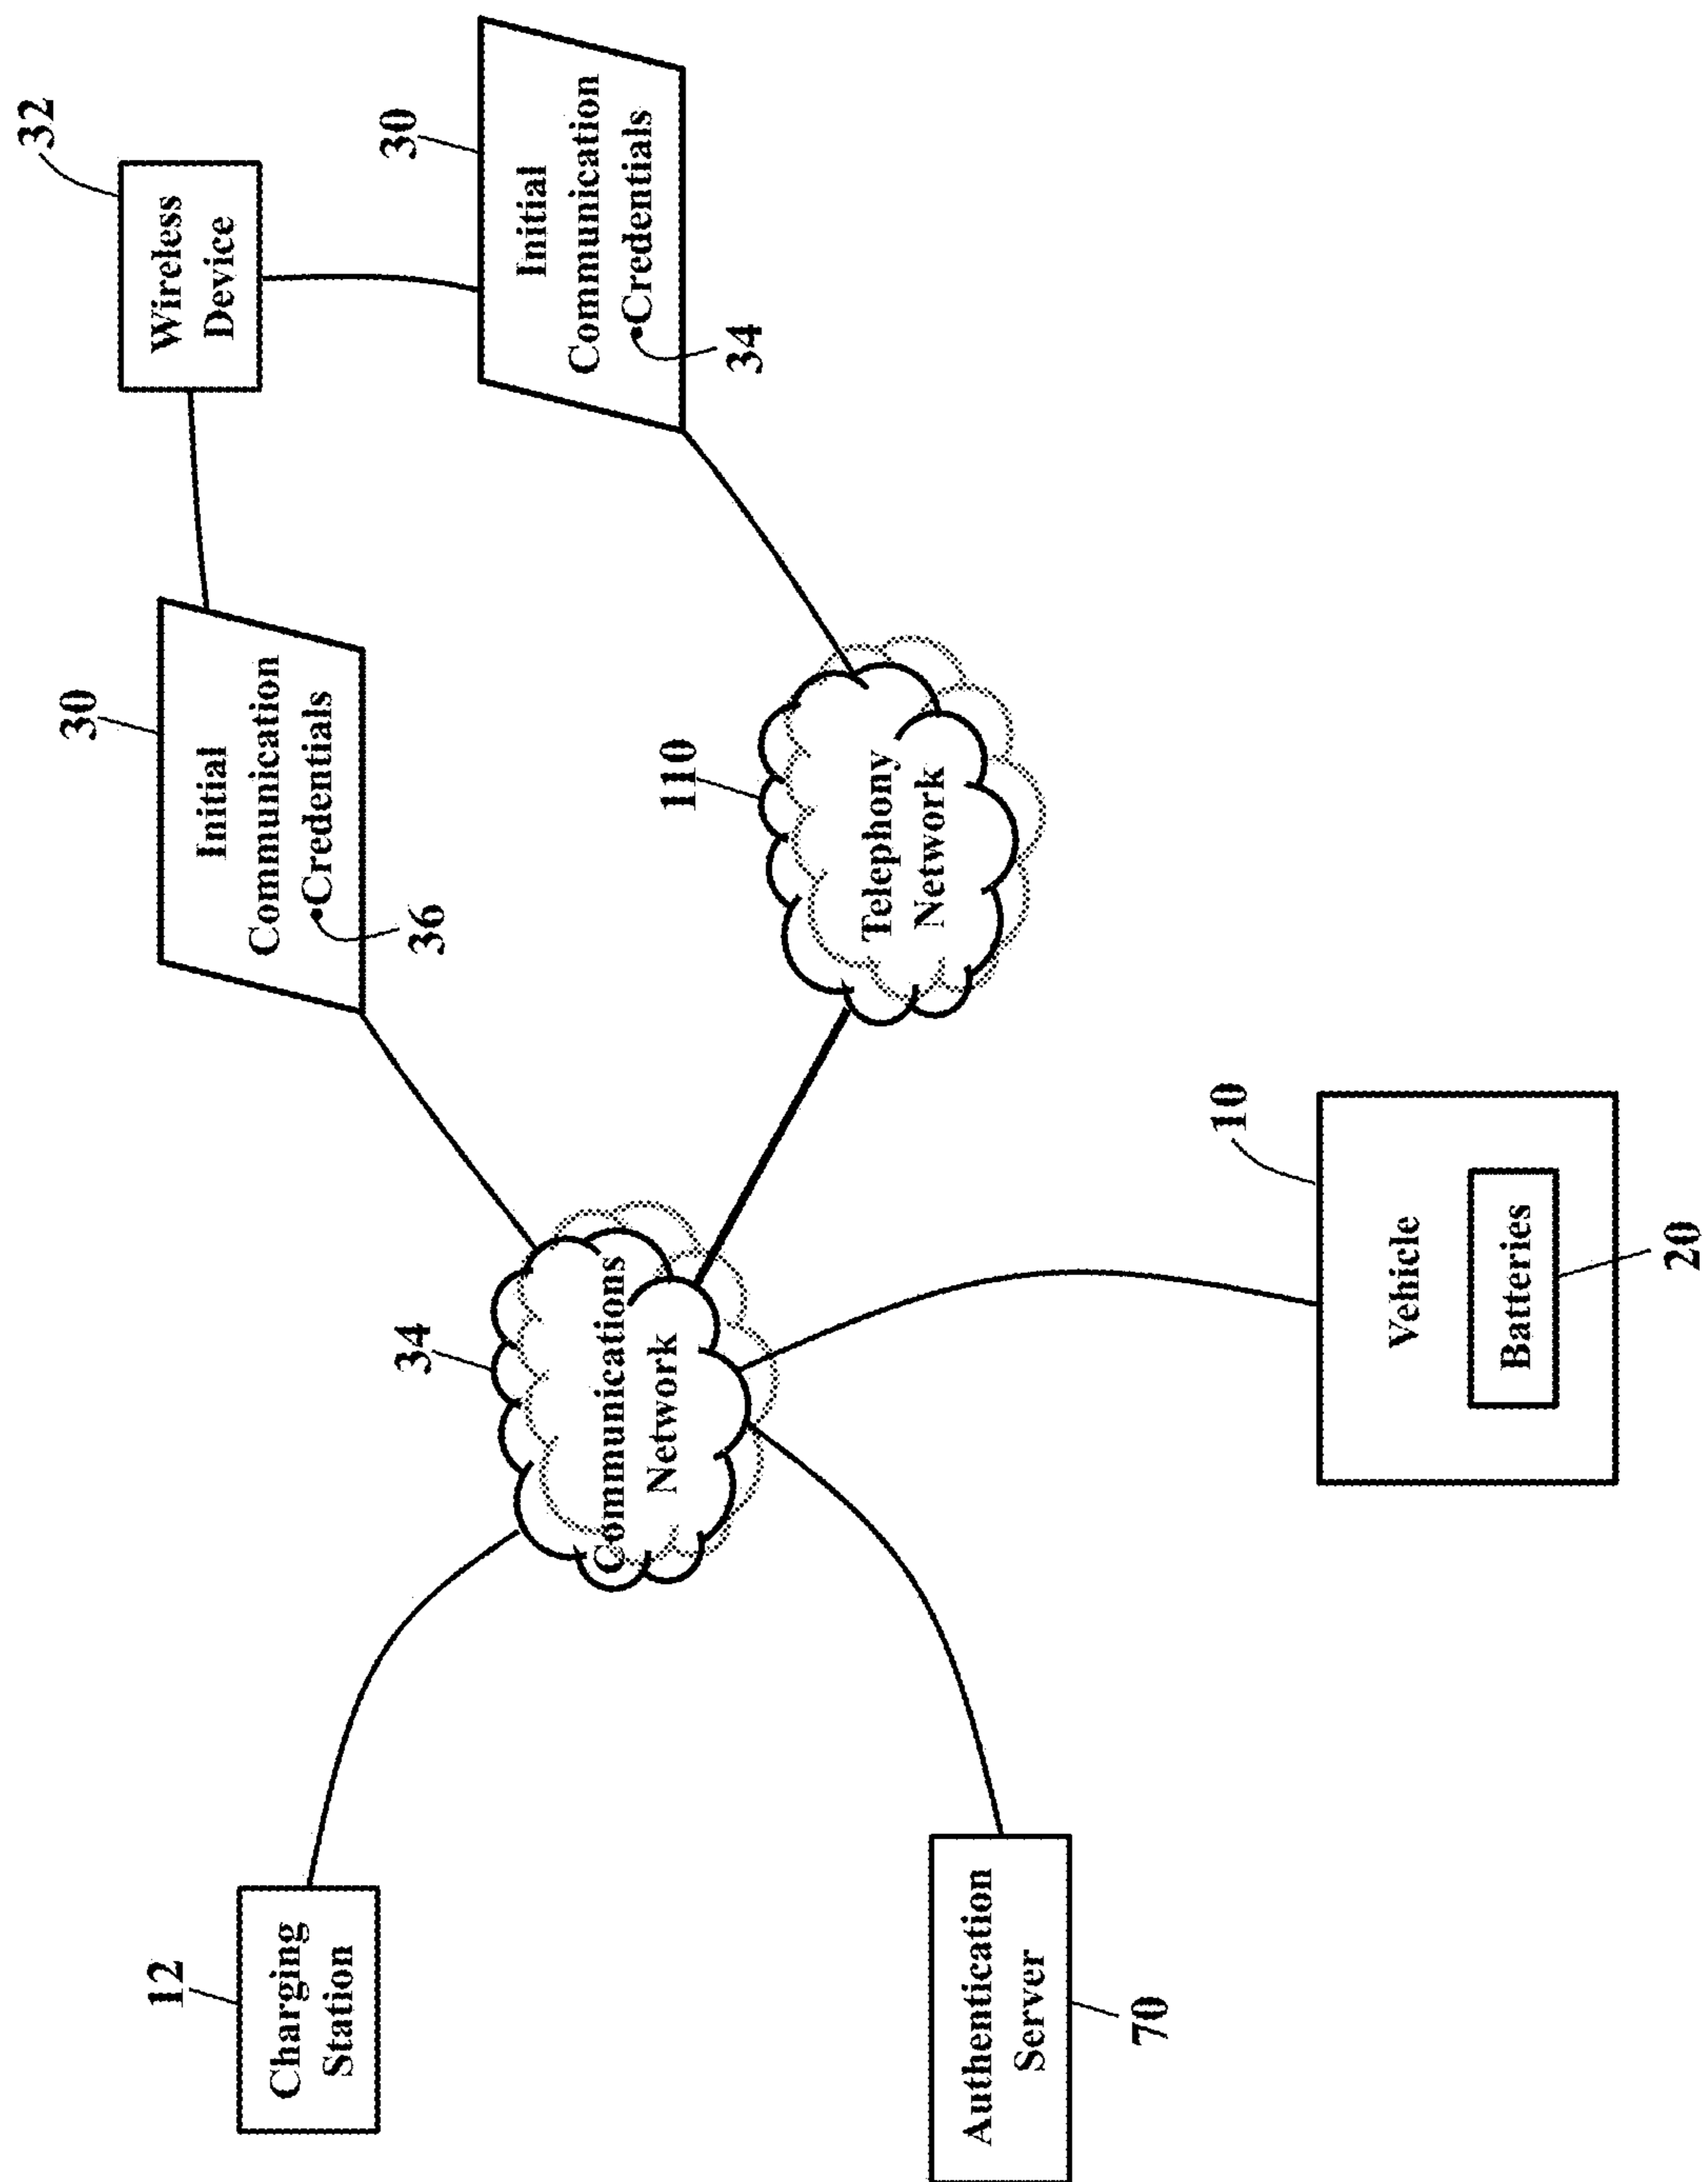 32
30
12
Wireless
Device
Initial
Communication
•Credentials
36
Charging
Station
30
Initial
Communication
•Credentials
34
34
Communications
Network
110
Telephony
Network
Authentication
Server
70
10
Vehicle
Batteries
20